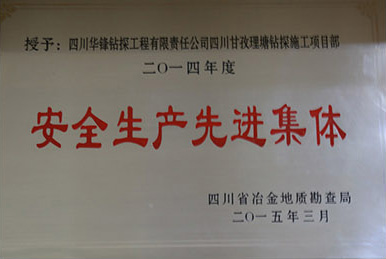 授予：四川华锋钻探工程有限责任公司四川甘孜理塘钻探施工项目部
二〇一四年度
安全生产先进集体
四川省冶金地质勘查局
二〇一五年三月